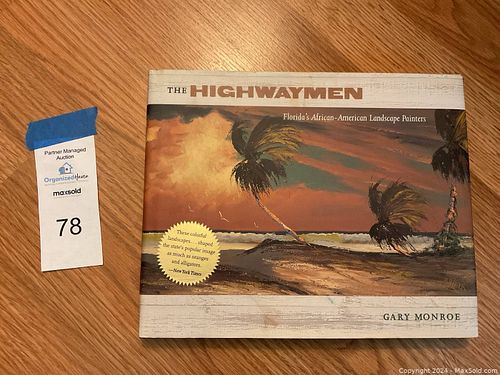 Partner Managed
Auction
OrganizedHaven
maxsold
78
THE HIGHWAYMEN
Florida's African-American Landscape Painters
These colorful
landscapes . . . shaped
the state's popular image
as much as oranges
and alligators.
—New York Times
GARY MONROE
Copyright 2024 - MaxSold.com